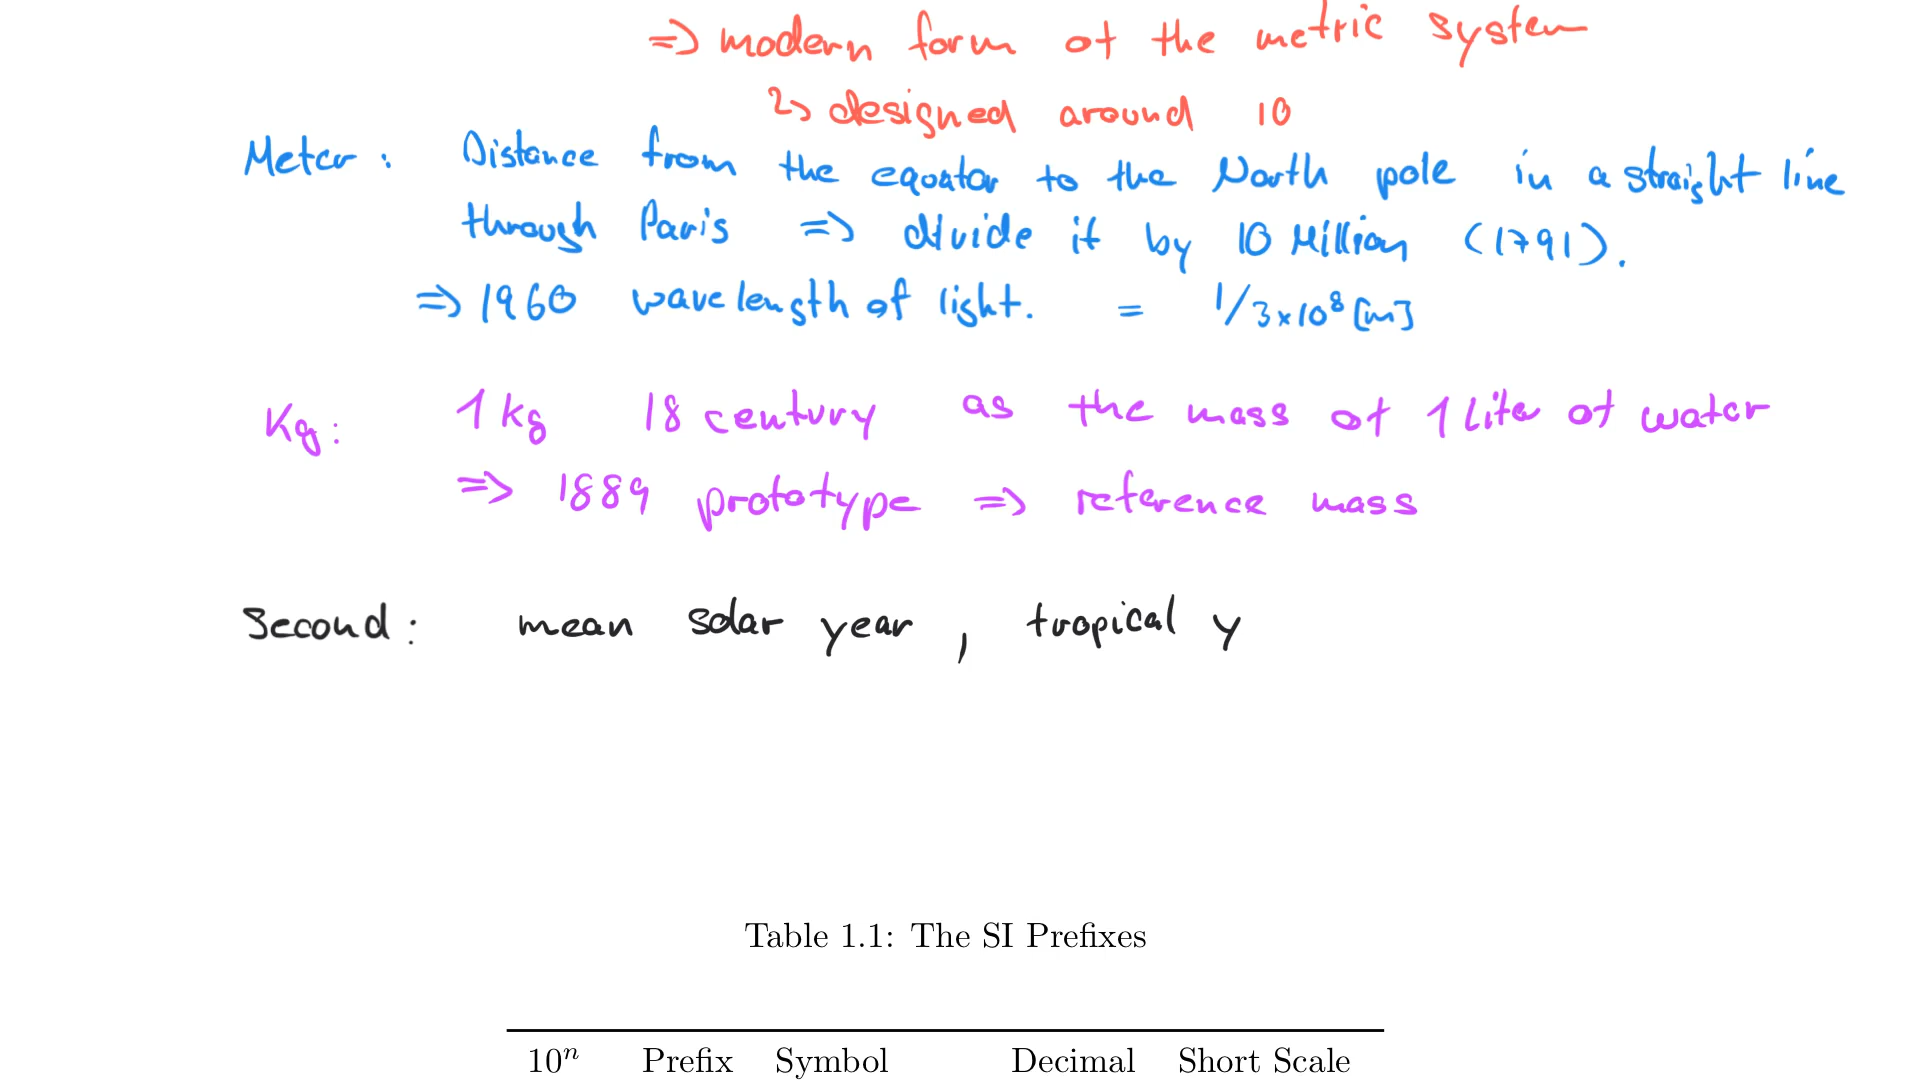 => modern form of the metric system
↳ designed around 10
Meter: Distance from the equator to the North pole in a straight line
through Paris => divide it by 10 Million (1791).
=> 1960 wavelength of light. = 1/3×10⁸ [m]
Kg: 1 kg 18 century as the mass of 1 Liter of water
=> 1889 prototype => reference mass
Second: mean solar year, tropical y
Table 1.1: The SI Prefixes
10ⁿ Prefix Symbol Decimal Short Scale